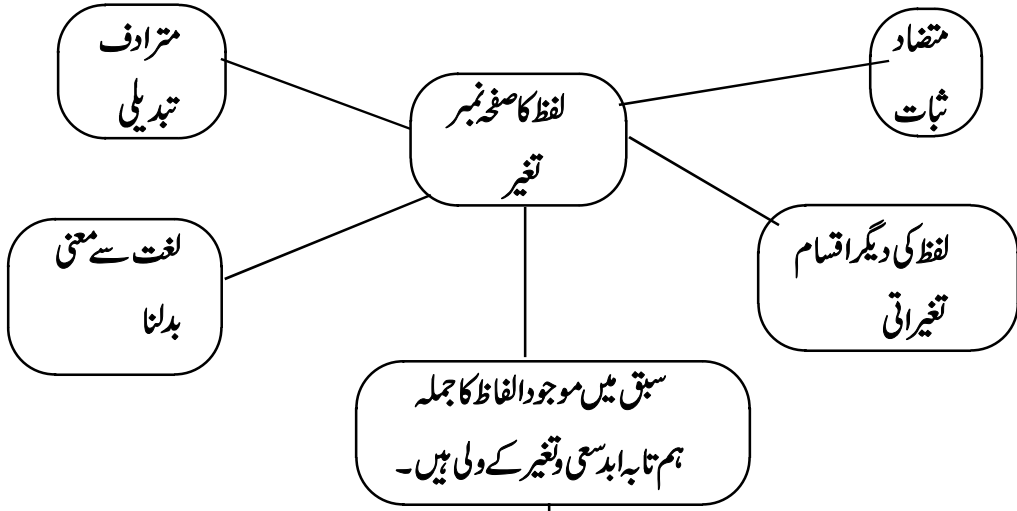 متضاد
ثبات
مترادف
تبدیلی
لفظ کا صفحہ نمبر
تغیر
لفظ کی دیگر اقسام
تغیراتی
لغت سے معنی
بدلنا
سبق میں موجود الفاظ کا جملہ
ہم تا بہ ابد سعی و تغیر کے ولی ہیں۔